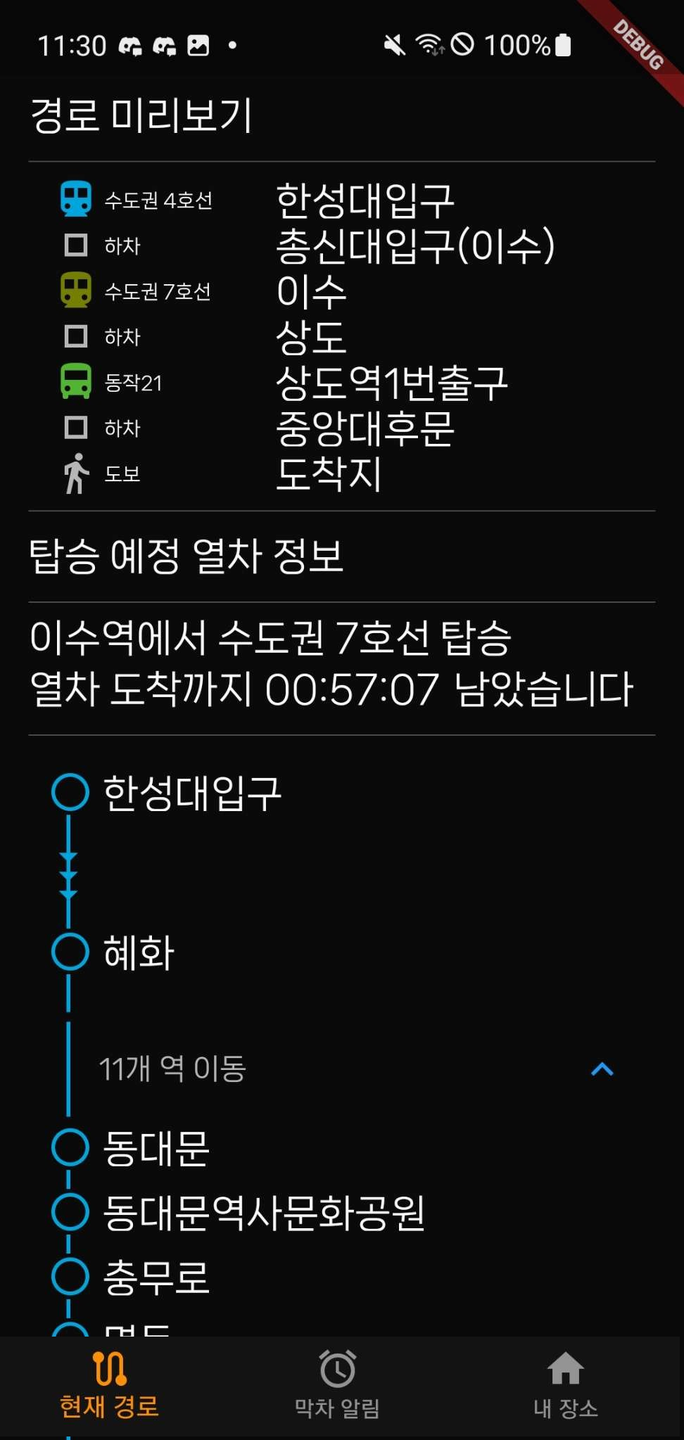 11:30
100%
DEBUG
경로 미리보기
수도권 4호선 한성대입구
하차 총신대입구(이수)
수도권 7호선 이수
하차 상도
동작21 상도역1번출구
하차 중앙대후문
도보 도착지
탑승 예정 열차 정보
이수역에서 수도권 7호선 탑승
열차 도착까지 00:57:07 남았습니다
한성대입구
혜화
11개 역 이동
동대문
동대문역사문화공원
충무로
현재 경로
막차 알림
내 장소